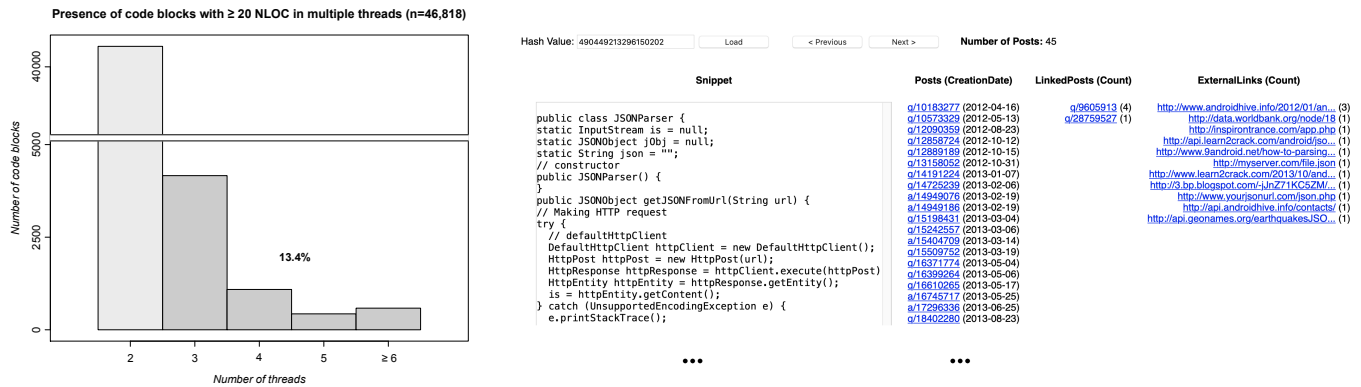 Presence of code blocks with ≥ 20 NLOC in multiple threads (n=46,818)
Number of code blocks
40000
5000
2500
0
13.4%
2 3 4 5 ≥ 6
Number of threads
Hash Value: 490449213296150202 Load < Previous Next > Number of Posts: 45
Snippet
public class JSONParser {
static InputStream is = null;
static JSONObject jObj = null;
static String json = "";
// constructor
public JSONParser() {
}
public JSONObject getJSONFromUrl(String url) {
// Making HTTP request
try {
// defaultHttpClient
DefaultHttpClient httpClient = new DefaultHttpClient();
HttpPost httpPost = new HttpPost(url);
HttpResponse httpResponse = httpClient.execute(httpPost)
HttpEntity httpEntity = httpResponse.getEntity();
is = httpEntity.getContent();
} catch (UnsupportedEncodingException e) {
e.printStackTrace();
•••
Posts (CreationDate)
q/10183277 (2012-04-16)
q/10573329 (2012-05-13)
q/12090359 (2012-08-23)
q/12858724 (2012-10-12)
q/12889189 (2012-10-15)
q/13158052 (2012-10-31)
q/14191224 (2013-01-07)
q/14725239 (2013-02-06)
a/14949076 (2013-02-19)
a/14949186 (2013-02-19)
q/15198431 (2013-03-04)
q/15242557 (2013-03-06)
a/15404709 (2013-03-14)
q/15509752 (2013-03-19)
q/16371774 (2013-05-04)
q/16399264 (2013-05-06)
q/16610265 (2013-05-17)
a/16745717 (2013-05-25)
a/17296336 (2013-06-25)
q/18402280 (2013-08-23)
•••
LinkedPosts (Count)
q/9605913 (4)
q/28759527 (1)
ExternalLinks (Count)
http://www.androidhive.info/2012/01/an... (3)
http://data.worldbank.org/node/18 (1)
http://inspirontrance.com/app.php (1)
http://api.learn2crack.com/android/jso... (1)
http://www.9android.net/how-to-parsing... (1)
http://myserver.com/file.json (1)
http://www.learn2crack.com/2013/10/and... (1)
http://3.bp.blogspot.com/-jJnZ71KC5ZM/... (1)
http://www.yourjsonurl.com/json.php (1)
http://api.androidhive.info/contacts/ (1)
http://api.geonames.org/earthquakesJSO... (1)